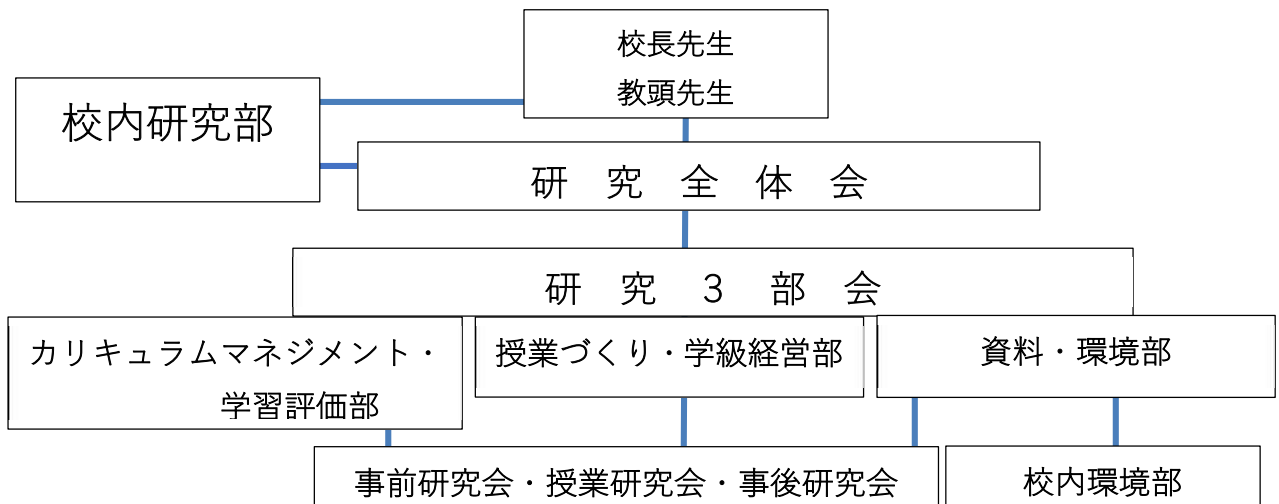 校長先生
教頭先生
校内研究部
研　究　全　体　会
研　究　３　部　会
カリキュラムマネジメント・
学習評価部
授業づくり・学級経営部
資料・環境部
事前研究会・授業研究会・事後研究会
校内環境部